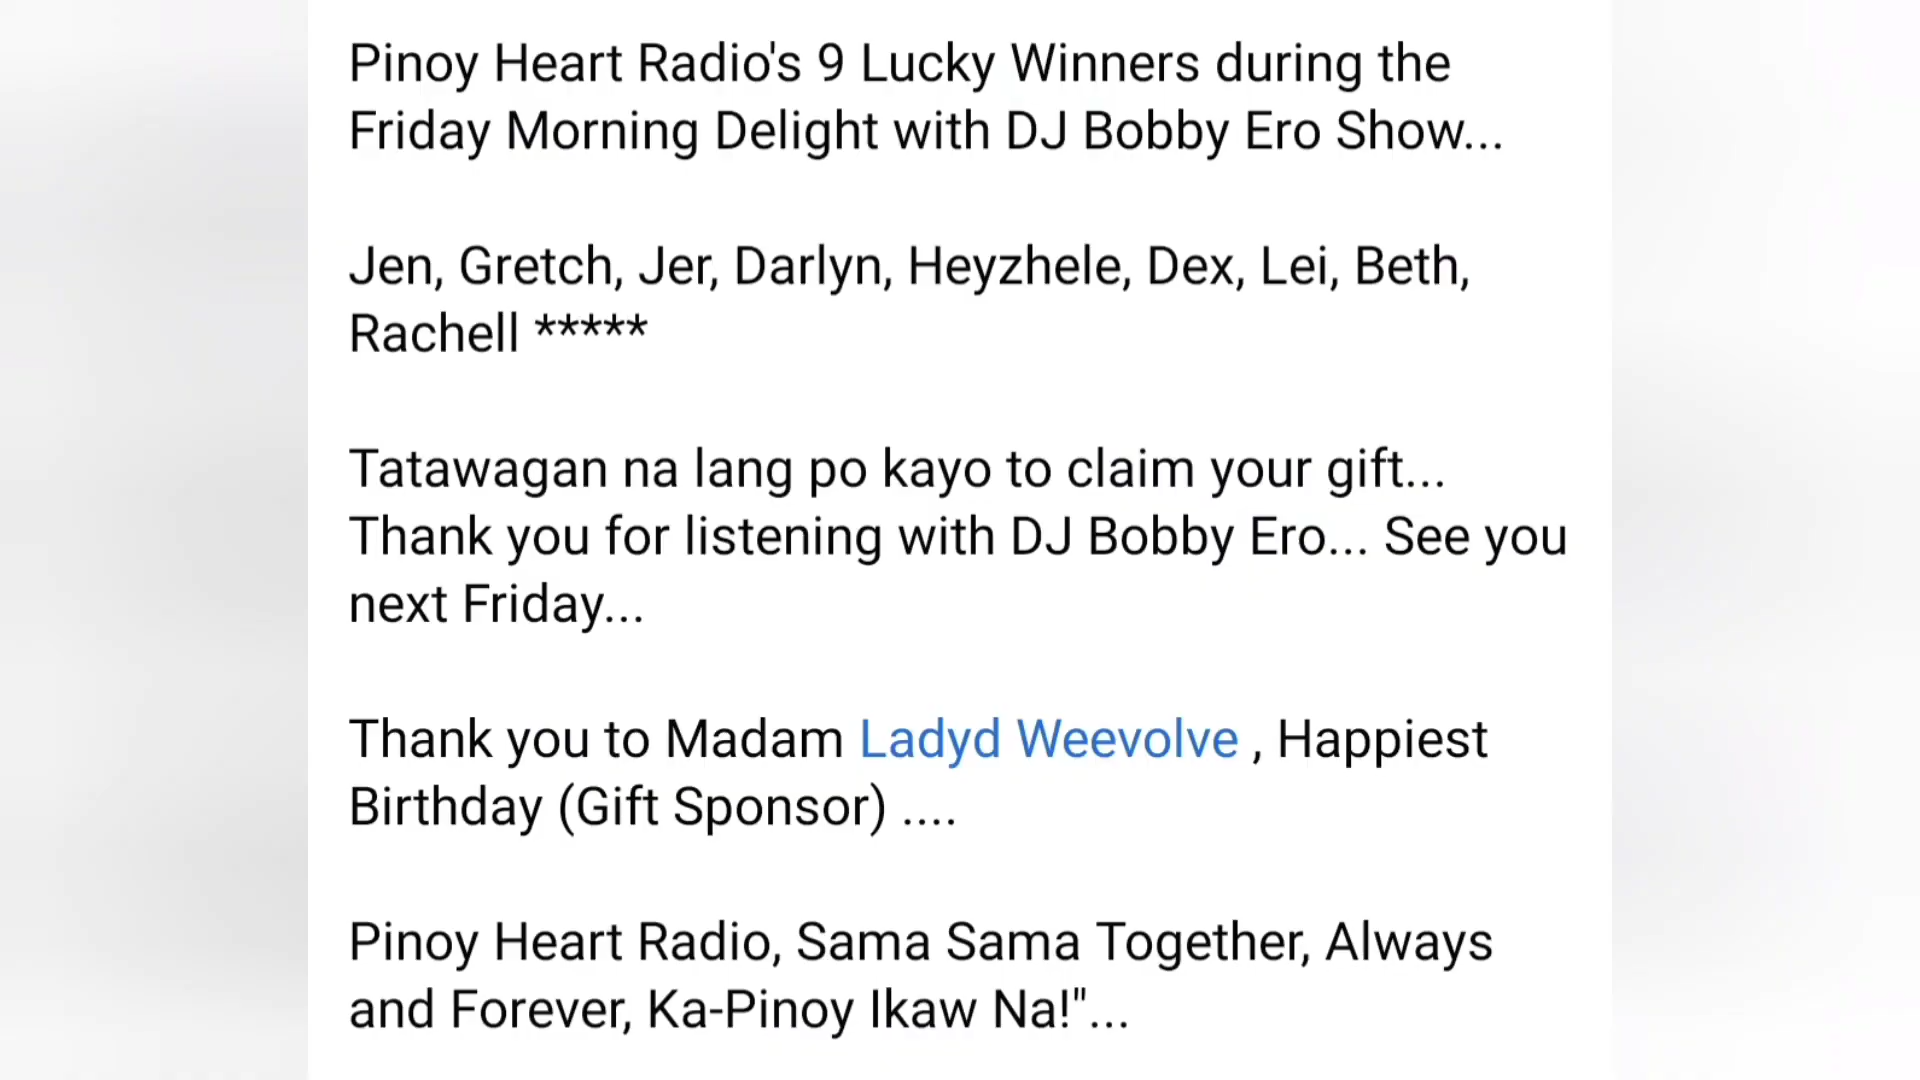 Pinoy Heart Radio's 9 Lucky Winners during the
Friday Morning Delight with DJ Bobby Ero Show...
Jen, Gretch, Jer, Darlyn, Heyzhele, Dex, Lei, Beth,
Rachell *****
Tatawagan na lang po kayo to claim your gift...
Thank you for listening with DJ Bobby Ero... See you
next Friday...
Thank you to Madam Ladyd Weevolve , Happiest
Birthday (Gift Sponsor) ....
Pinoy Heart Radio, Sama Sama Together, Always
and Forever, Ka-Pinoy Ikaw Na!"...